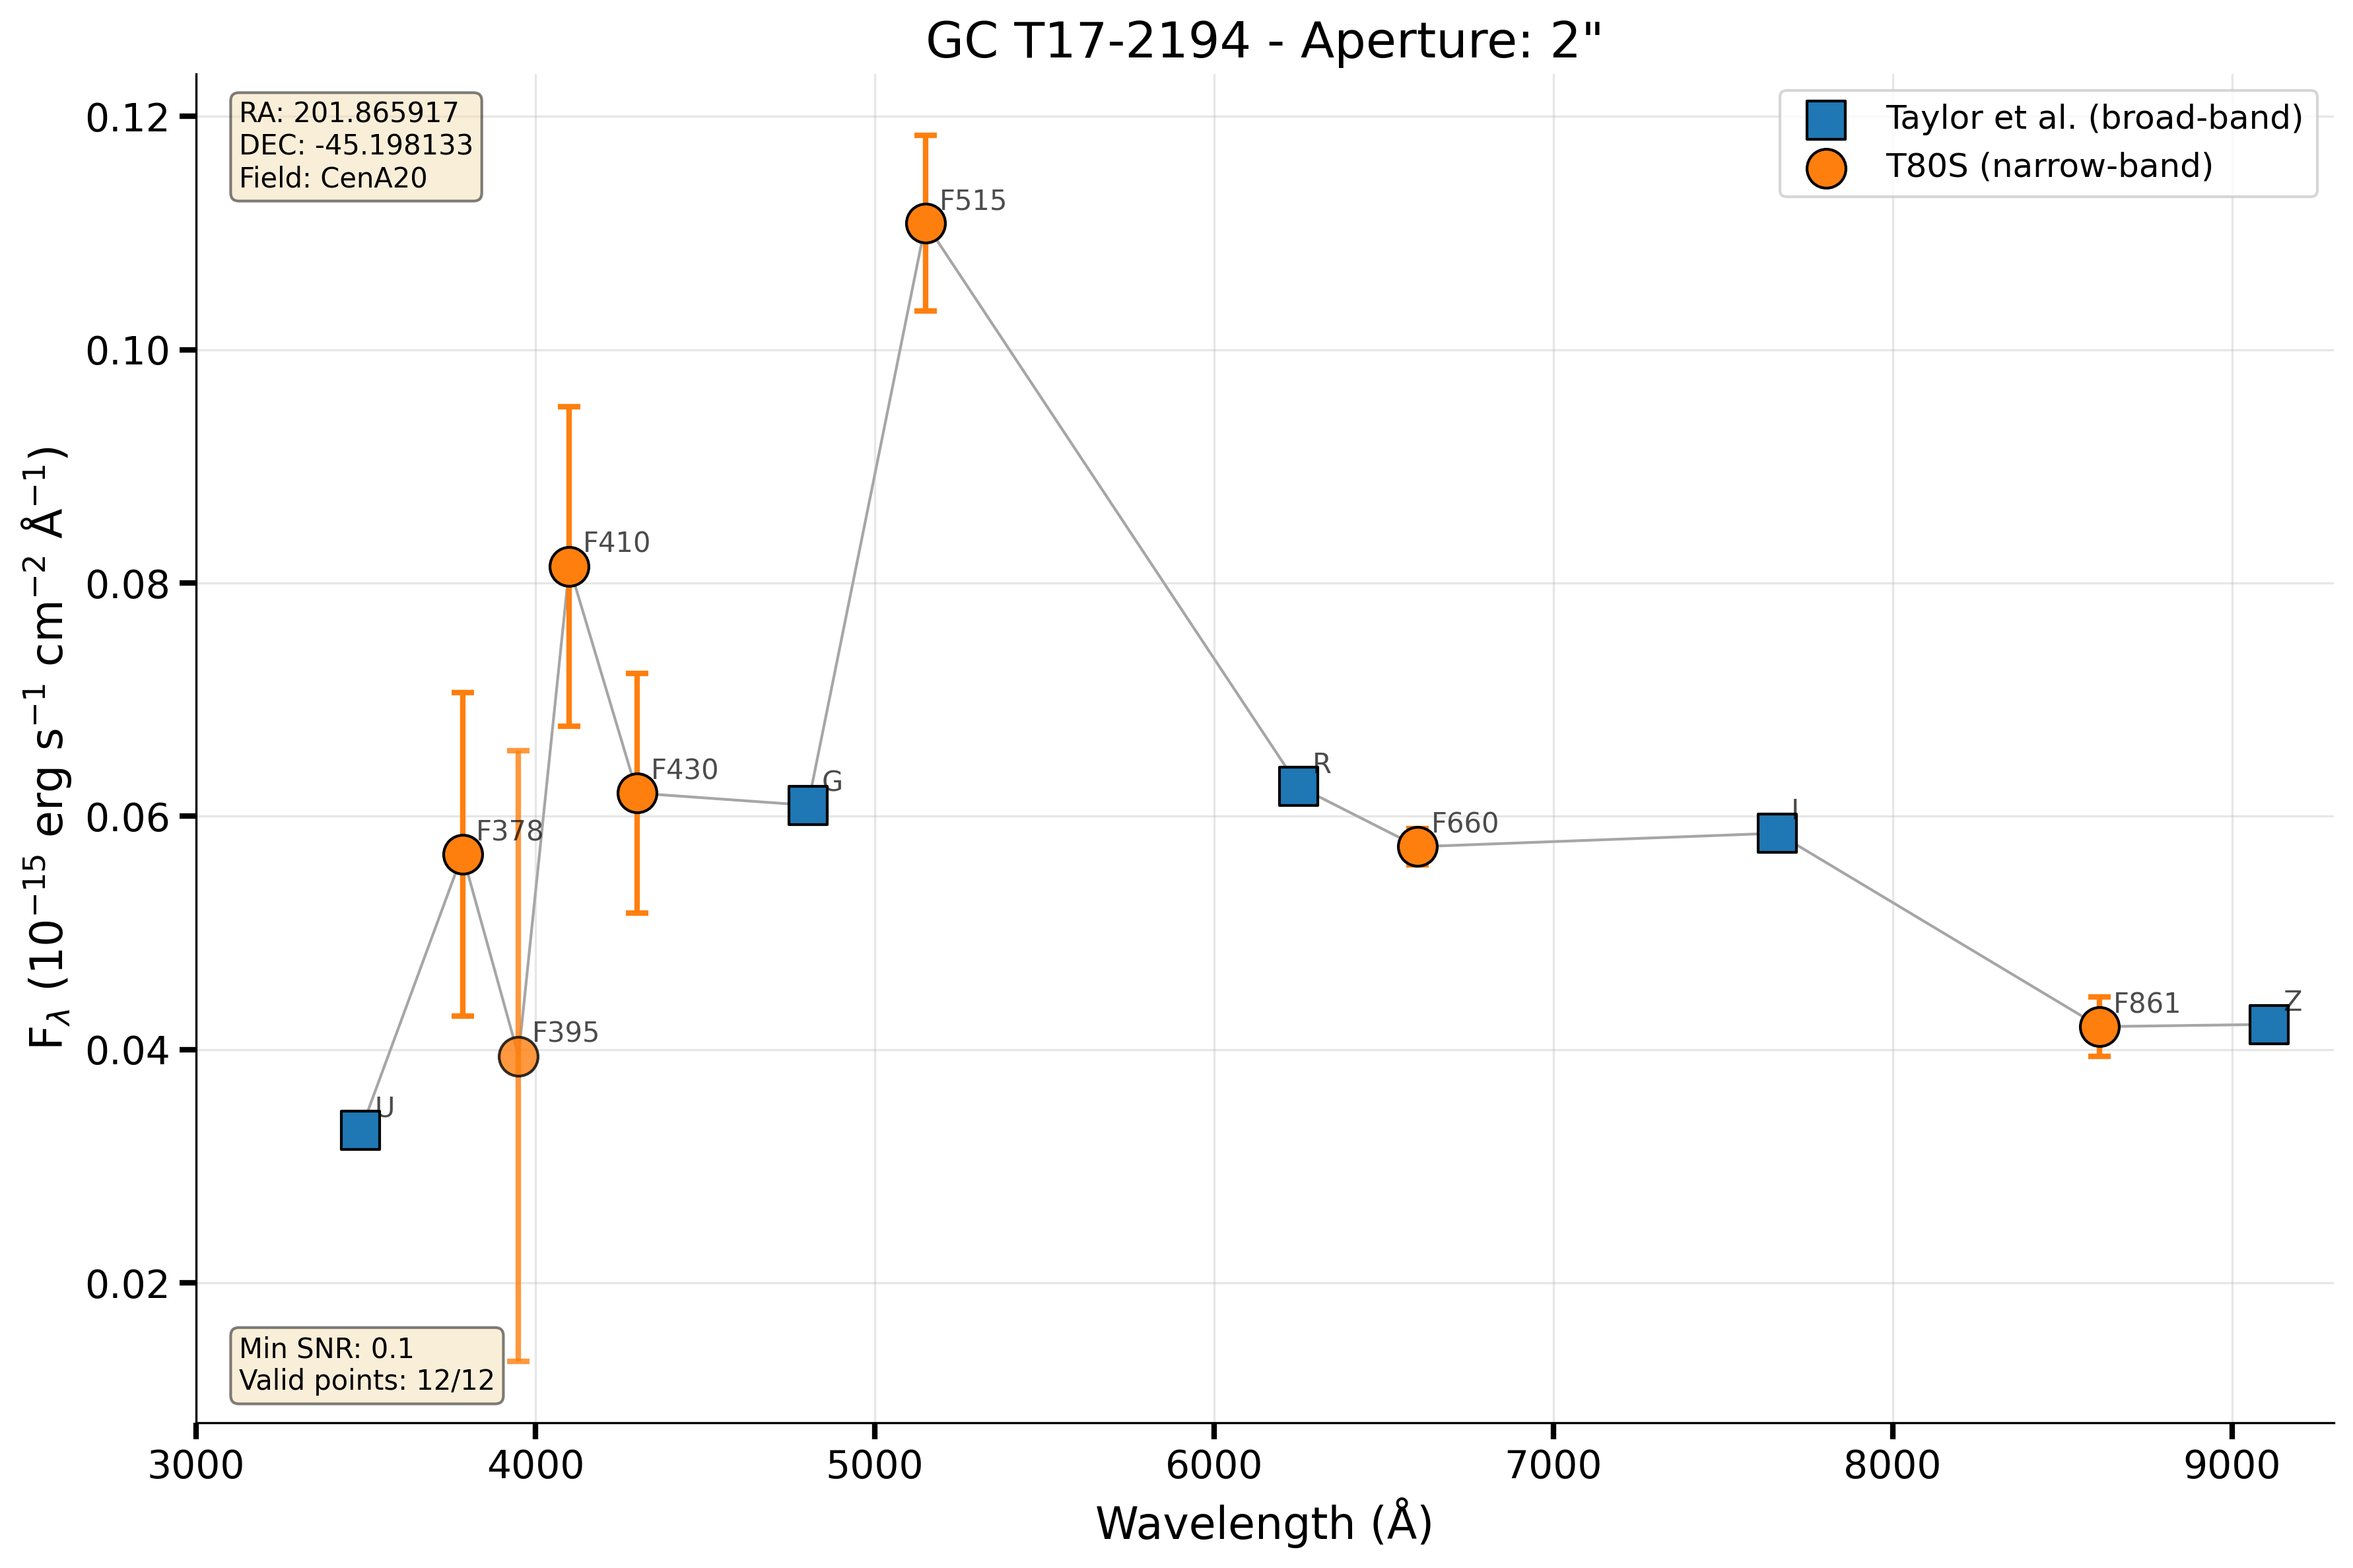 GC T17-2194 - Aperture: 2"
RA: 201.865917
DEC: -45.198133
Field: CenA20
Taylor et al. (broad-band)
T80S (narrow-band)
0.12
0.10
0.08
0.06
0.04
0.02
F_λ (10⁻¹⁵ erg s⁻¹ cm⁻² Å⁻¹)
F515
F410
F430
G
R
F378
F660
I
F395
F861
Z
U
Min SNR: 0.1
Valid points: 12/12
3000 4000 5000 6000 7000 8000 9000
Wavelength (Å)